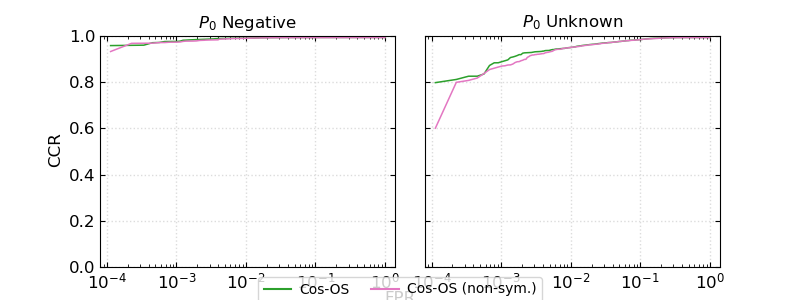 P₀ Negative
P₀ Unknown
CCR
1.0
0.8
0.6
0.4
0.2
0.0
10⁻⁴ 10⁻³ 10⁻² 10⁻¹ 10⁰
10⁻⁴ 10⁻³ 10⁻² 10⁻¹ 10⁰
FPR
Cos-OS
Cos-OS (non-sym.)